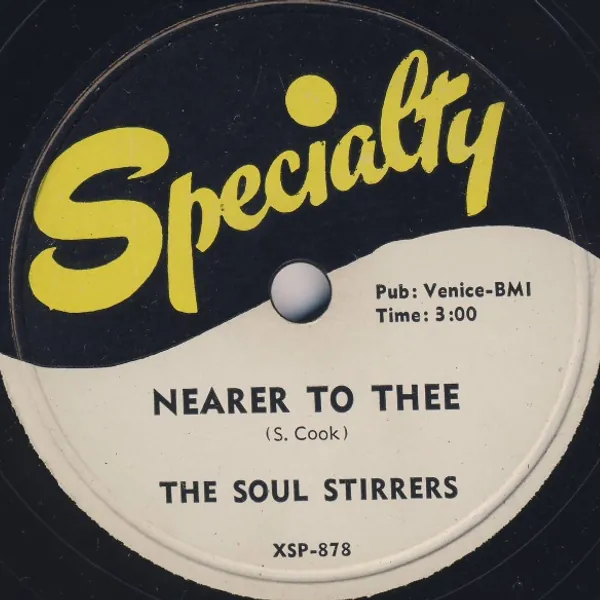 Specialty
Pub: Venice-BMI
Time: 3:00
NEARER TO THEE
(S. Cook)
THE SOUL STIRRERS
XSP-878